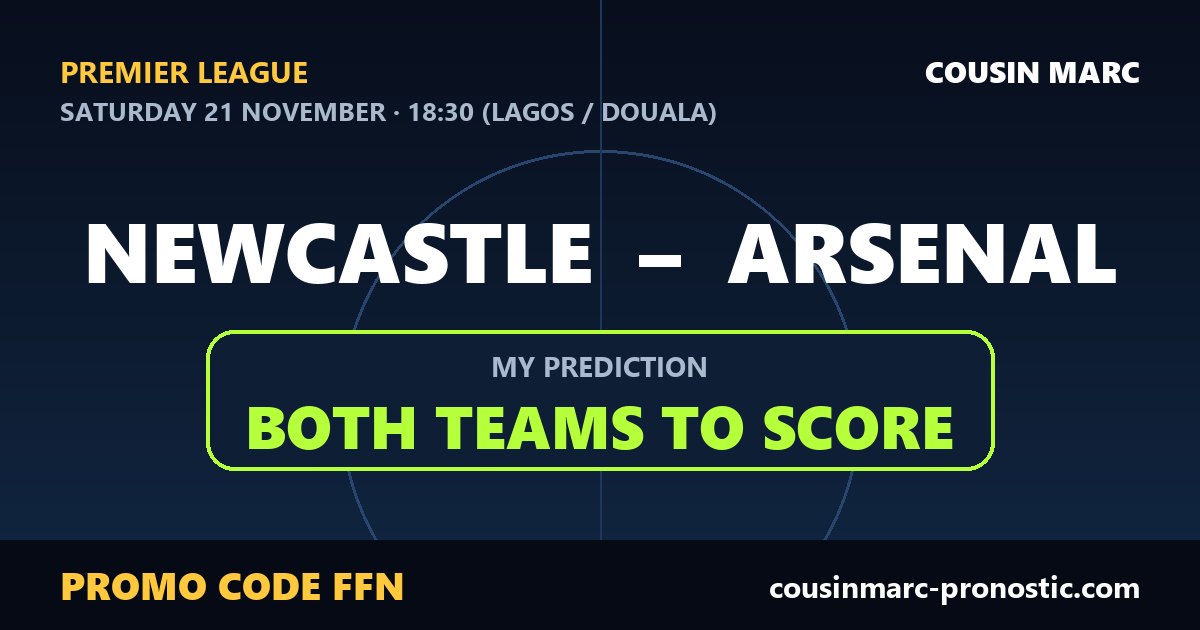 PREMIER LEAGUE
COUSIN MARC
SATURDAY 21 NOVEMBER · 18:30 (LAGOS / DOUALA)
NEWCASTLE – ARSENAL
MY PREDICTION
BOTH TEAMS TO SCORE
PROMO CODE FFN
cousinmarc-pronostic.com